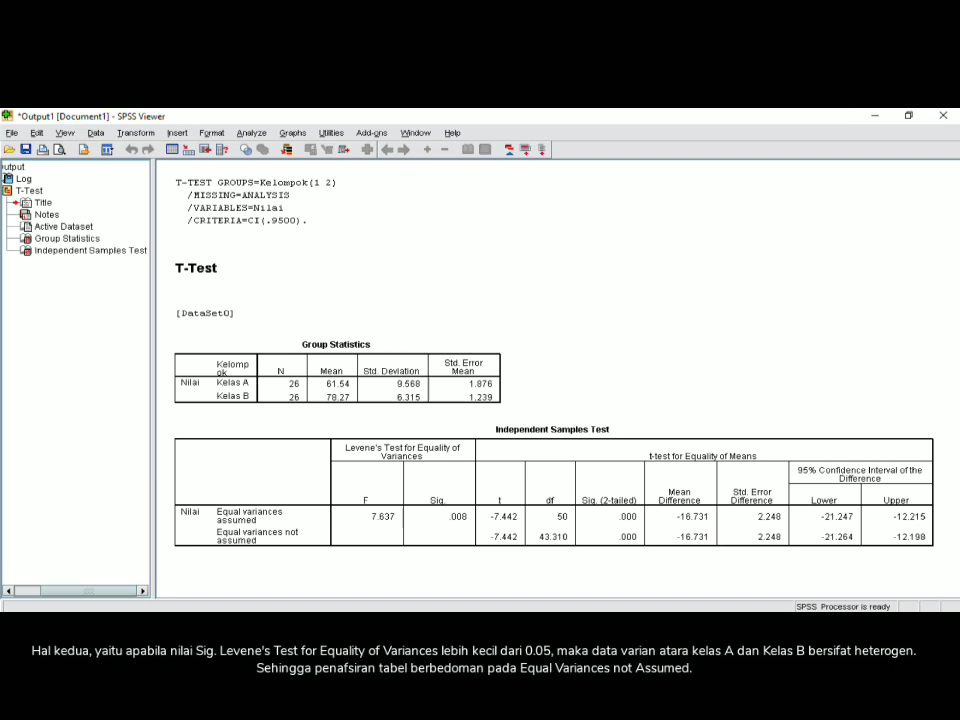 *Output1 [Document1] - SPSS Viewer
File Edit View Data Transform Insert Format Analyze Graphs Utilities Add-ons Window Help
utput
Log
T-Test
Title
Notes
Active Dataset
Group Statistics
Independent Samples Test
T-TEST GROUPS=Kelompok(1 2)
/MISSING=ANALYSIS
/VARIABLES=Nilai
/CRITERIA=CI(.9500).
T-Test
[DataSet0]
Group Statistics
Kelomp
ok N Mean Std. Deviation Std. Error Mean
Nilai Kelas A 26 61.54 9.568 1.876
Kelas B 26 78.27 6.315 1.239
Independent Samples Test
Levene's Test for Equality of Variances t-test for Equality of Means
95% Confidence Interval of the Difference
F Sig. t df Sig. (2-tailed) Mean Difference Std. Error Difference Lower Upper
Nilai Equal variances assumed 7.637 .008 -7.442 50 .000 -16.731 2.248 -21.247 -12.215
Equal variances not assumed -7.442 43.310 .000 -16.731 2.248 -21.264 -12.198
SPSS Processor is ready
Hal kedua, yaitu apabila nilai Sig. Levene's Test for Equality of Variances lebih kecil dari 0.05, maka data varian atara kelas A dan Kelas B bersifat heterogen.
Sehingga penafsiran tabel berbedoman pada Equal Variances not Assumed.